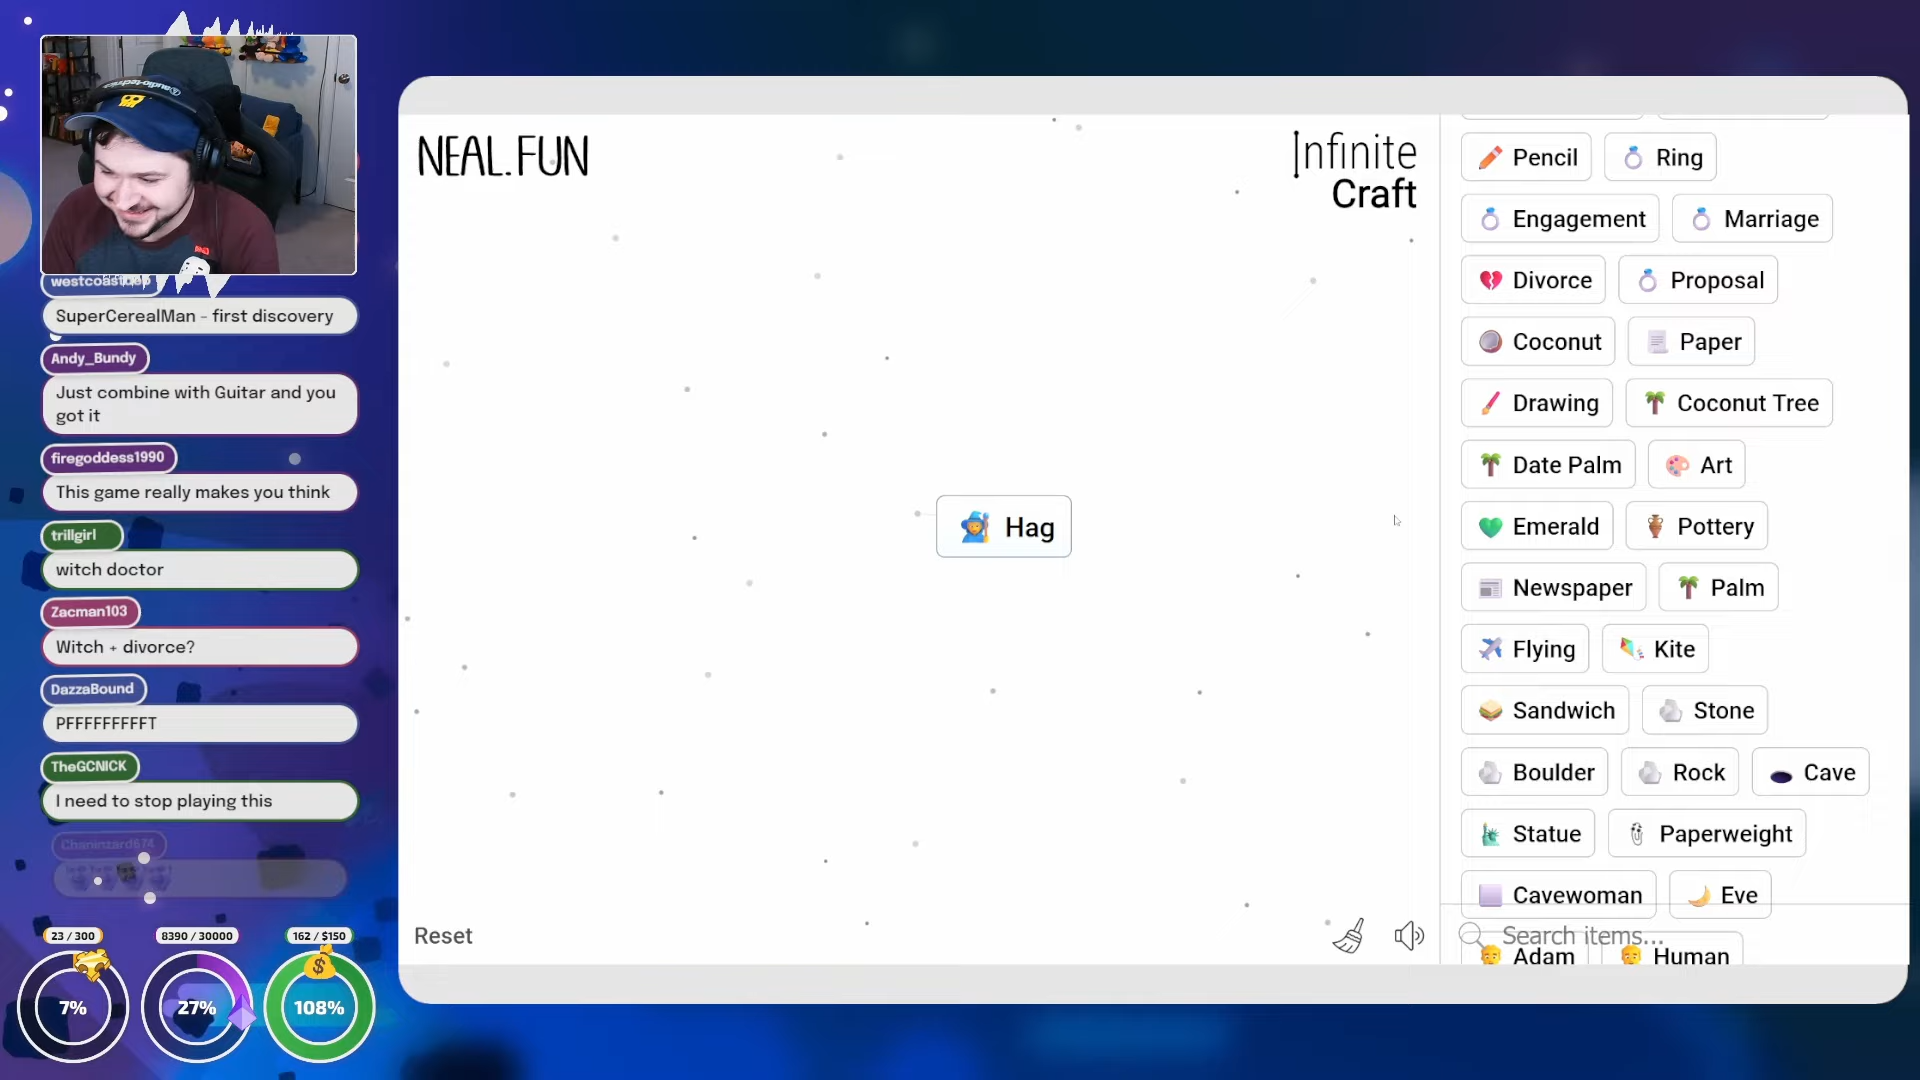 westcoastdep
SuperCerealMan - first discovery
Andy_Bundy
Just combine with Guitar and you
got it
firegoddess1990
This game really makes you think
trillgirl
witch doctor
Zacman103
Witch + divorce?
DazzaBound
PFFFFFFFFFT
TheGCNICK
I need to stop playing this
Chaninzard674
23 / 300
8390 / 30000
162 / $150
7%
27%
108%
NEAL.FUN
Infinite
Craft
Hag
Reset
Pencil
Ring
Engagement
Marriage
Divorce
Proposal
Coconut
Paper
Drawing
Coconut Tree
Date Palm
Art
Emerald
Pottery
Newspaper
Palm
Flying
Kite
Sandwich
Stone
Boulder
Rock
Cave
Statue
Paperweight
Cavewoman
Eve
Search items...
Adam
Human
audio-technica